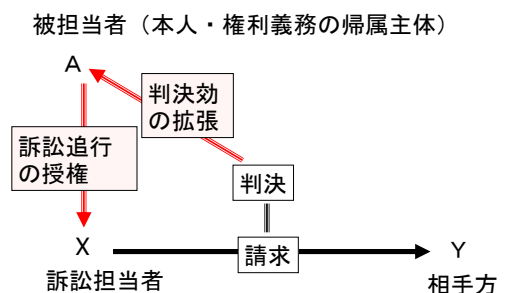 被担当者（本人・権利義務の帰属主体）
A
判決効
の拡張
訴訟追行
の授権
判決
X
請求
Y
訴訟担当者
相手方